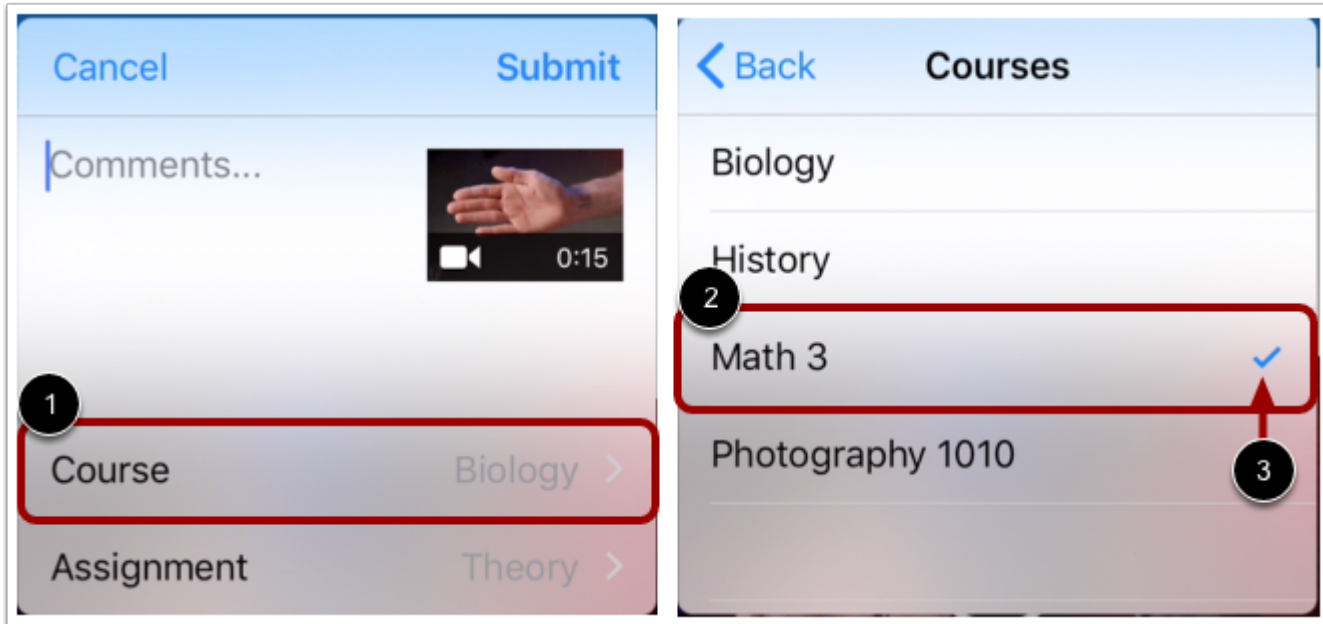 Cancel Submit
Comments...
0:15
1
Course Biology
Assignment Theory
Back Courses
Biology
History
2
Math 3
Photography 1010
3